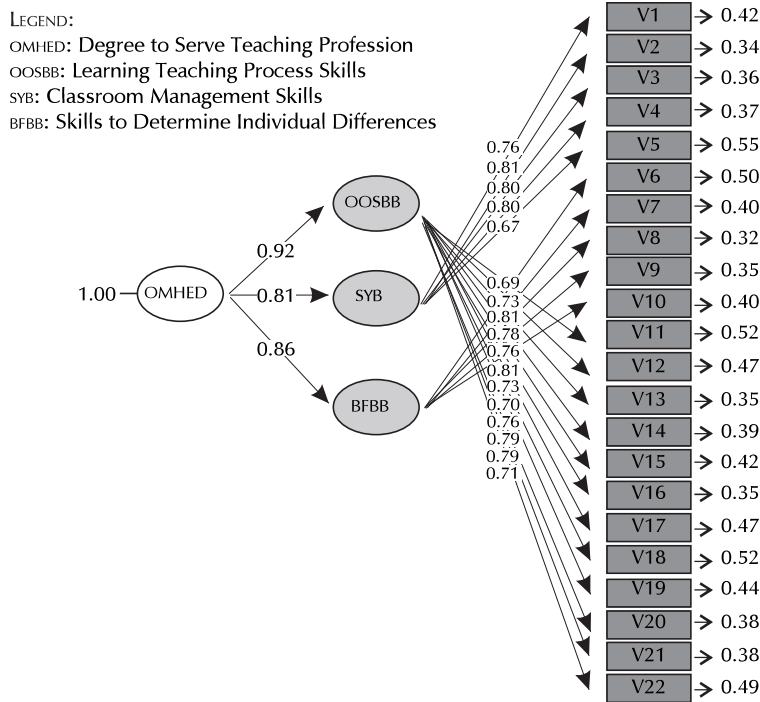 LEGEND:
OMHED: Degree to Serve Teaching Profession
OOSBB: Learning Teaching Process Skills
SYB: Classroom Management Skills
BFBB: Skills to Determine Individual Differences
1.00
OMHED
0.92
0.81
0.86
OOSBB
SYB
BFBB
0.76
0.81
0.80
0.80
0.67
0.69
0.73
0.81
0.78
0.76
0.81
0.73
0.70
0.76
0.79
0.79
0.71
V1 0.42
V2 0.34
V3 0.36
V4 0.37
V5 0.55
V6 0.50
V7 0.40
V8 0.32
V9 0.35
V10 0.40
V11 0.52
V12 0.47
V13 0.35
V14 0.39
V15 0.42
V16 0.35
V17 0.47
V18 0.52
V19 0.44
V20 0.38
V21 0.38
V22 0.49